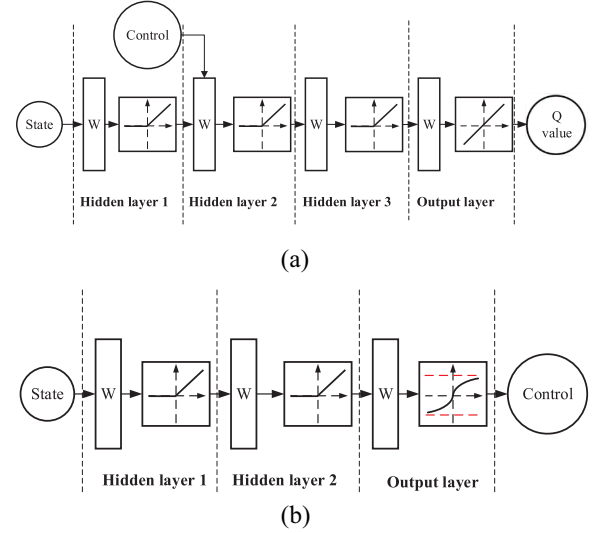 Control
State
W
W
W
W
Q
value
Hidden layer 1
Hidden layer 2
Hidden layer 3
Output layer
(a)
State
W
W
W
Control
Hidden layer 1
Hidden layer 2
Output layer
(b)